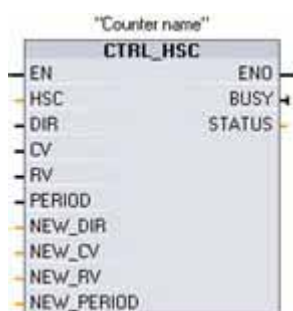 "Counter name"
CTRL_HSC
EN ENO
HSC BUSY
DIR STATUS
CV
RV
PERIOD
NEW_DIR
NEW_CV
NEW_RV
NEW_PERIOD